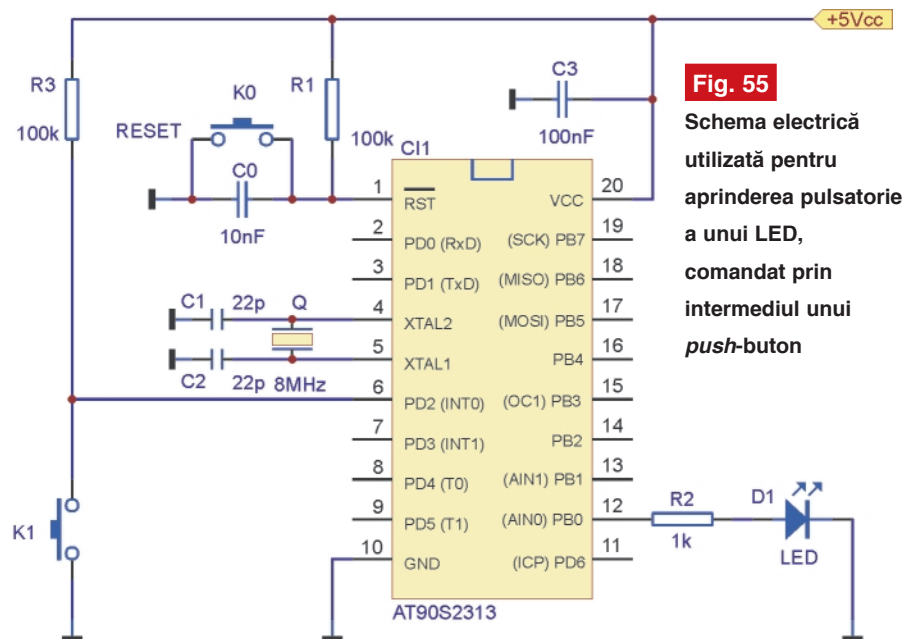 +5Vcc
R3
100k
K0
RESET
C0
10nF
R1
100k
C3
100nF
Fig. 55
Schema electrică
utilizată pentru
aprinderea pulsatorie
a unui LED,
comandat prin
intermediul unui
push-buton
CI1
1 RST
2 PD0 (RxD)
3 PD1 (TxD)
4 XTAL2
5 XTAL1
6 PD2 (INT0)
7 PD3 (INT1)
8 PD4 (T0)
9 PD5 (T1)
10 GND
VCC 20
(SCK) PB7 19
(MISO) PB6 18
(MOSI) PB5 17
PB4 16
(OC1) PB3 15
PB2 14
(AIN1) PB1 13
(AIN0) PB0 12
(ICP) PD6 11
AT90S2313
C1 22p Q
C2 22p 8MHz
K1
R2
1k
D1
LED